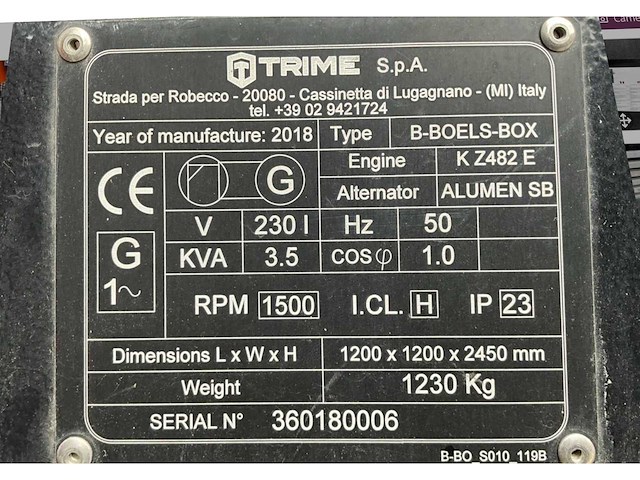 TRIME S.p.A.
Strada per Robecco - 20080 - Cassinetta di Lugagnano - (MI) Italy
tel. +39 02 9421724
Year of manufacture: 2018 Type B-BOELS-BOX
Engine K Z482 E
CE G Alternator ALUMEN SB
V 230 I Hz 50
G KVA 3.5 COSφ 1.0
1~ RPM 1500 I.CL. H IP 23
Dimensions L x W x H 1200 x 1200 x 2450 mm
Weight 1230 Kg
SERIAL N° 360180006
B-BO_S010_119B